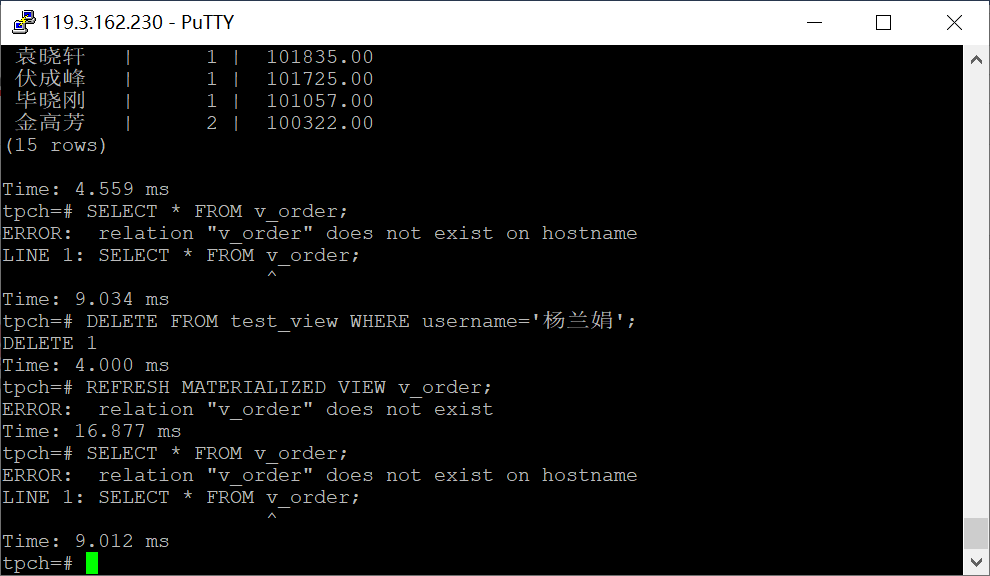 119.3.162.230 - PuTTY
袁晓轩 | 1 | 101835.00
伏成峰 | 1 | 101725.00
毕晓刚 | 1 | 101057.00
金高芳 | 2 | 100322.00
(15 rows)
Time: 4.559 ms
tpch=# SELECT * FROM v_order;
ERROR:  relation "v_order" does not exist on hostname
LINE 1: SELECT * FROM v_order;
^
Time: 9.034 ms
tpch=# DELETE FROM test_view WHERE username='杨兰娟';
DELETE 1
Time: 4.000 ms
tpch=# REFRESH MATERIALIZED VIEW v_order;
ERROR:  relation "v_order" does not exist
Time: 16.877 ms
tpch=# SELECT * FROM v_order;
ERROR:  relation "v_order" does not exist on hostname
LINE 1: SELECT * FROM v_order;
^
Time: 9.012 ms
tpch=#